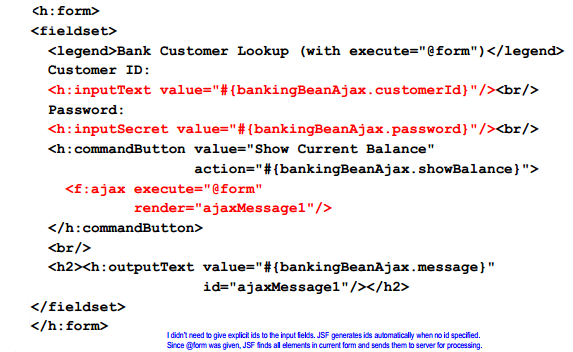 <h:form>
<fieldset>
<legend>Bank Customer Lookup (with execute="@form")</legend>
Customer ID:
<h:inputText value="#{bankingBeanAjax.customerId}"/><br/>
Password:
<h:inputSecret value="#{bankingBeanAjax.password}"/><br/>
<h:commandButton value="Show Current Balance"
action="#{bankingBeanAjax.showBalance}">
<f:ajax execute="@form"
render="ajaxMessage1"/>
</h:commandButton>
<br/>
<h2><h:outputText value="#{bankingBeanAjax.message}"
id="ajaxMessage1"/></h2>
</fieldset>
</h:form>
I didn't need to give explicit ids to the input fields. JSF generates ids automatically when no id specified.
Since @form was given, JSF finds all elements in current form and sends them to server for processing.